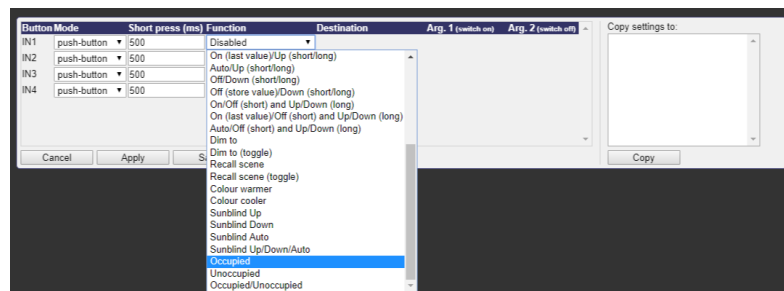 Button Mode Short press (ms) Function Destination Arg. 1 (switch on) Arg. 2 (switch off) Copy settings to:
IN1 push-button 500 Disabled
IN2 push-button 500 On (last value)/Up (short/long)
Auto/Up (short/long)
IN3 push-button 500 Off/Down (short/long)
Off (store value)/Down (short/long)
IN4 push-button 500 On/Off (short) and Up/Down (long)
On (last value)/Off (short) and Up/Down (long)
Auto/Off (short) and Up/Down (long)
Dim to
Cancel Apply Dim to (toggle) Copy
Recall scene
Recall scene (toggle)
Colour warmer
Colour cooler
Sunblind Up
Sunblind Down
Sunblind Auto
Sunblind Up/Down/Auto
Occupied
Unoccupied
Occupied/Unoccupied